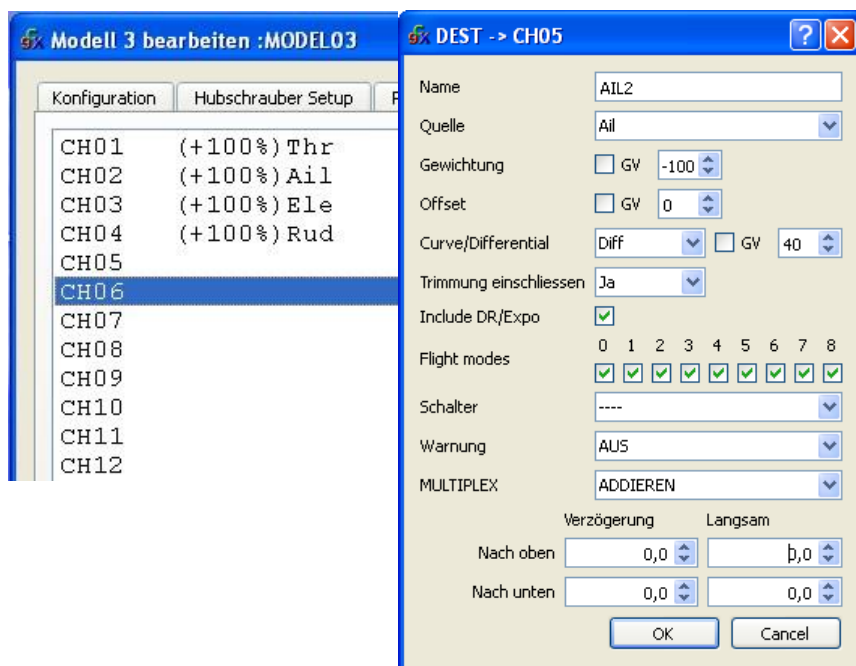 Modell 3 bearbeiten :MODEL03
Konfiguration Hubschrauber Setup
CH01 (+100%)Thr
CH02 (+100%)Ail
CH03 (+100%)Ele
CH04 (+100%)Rud
CH05
CH06
CH07
CH08
CH09
CH10
CH11
CH12
DEST -> CH05
Name AIL2
Quelle Ail
Gewichtung GV -100
Offset GV 0
Curve/Differential Diff GV 40
Trimmung einschliessen Ja
Include DR/Expo
0 1 2 3 4 5 6 7 8
Flight modes
Schalter ----
Warnung AUS
MULTIPLEX ADDIEREN
Verzögerung Langsam
Nach oben 0,0 0,0
Nach unten 0,0 0,0
OK Cancel